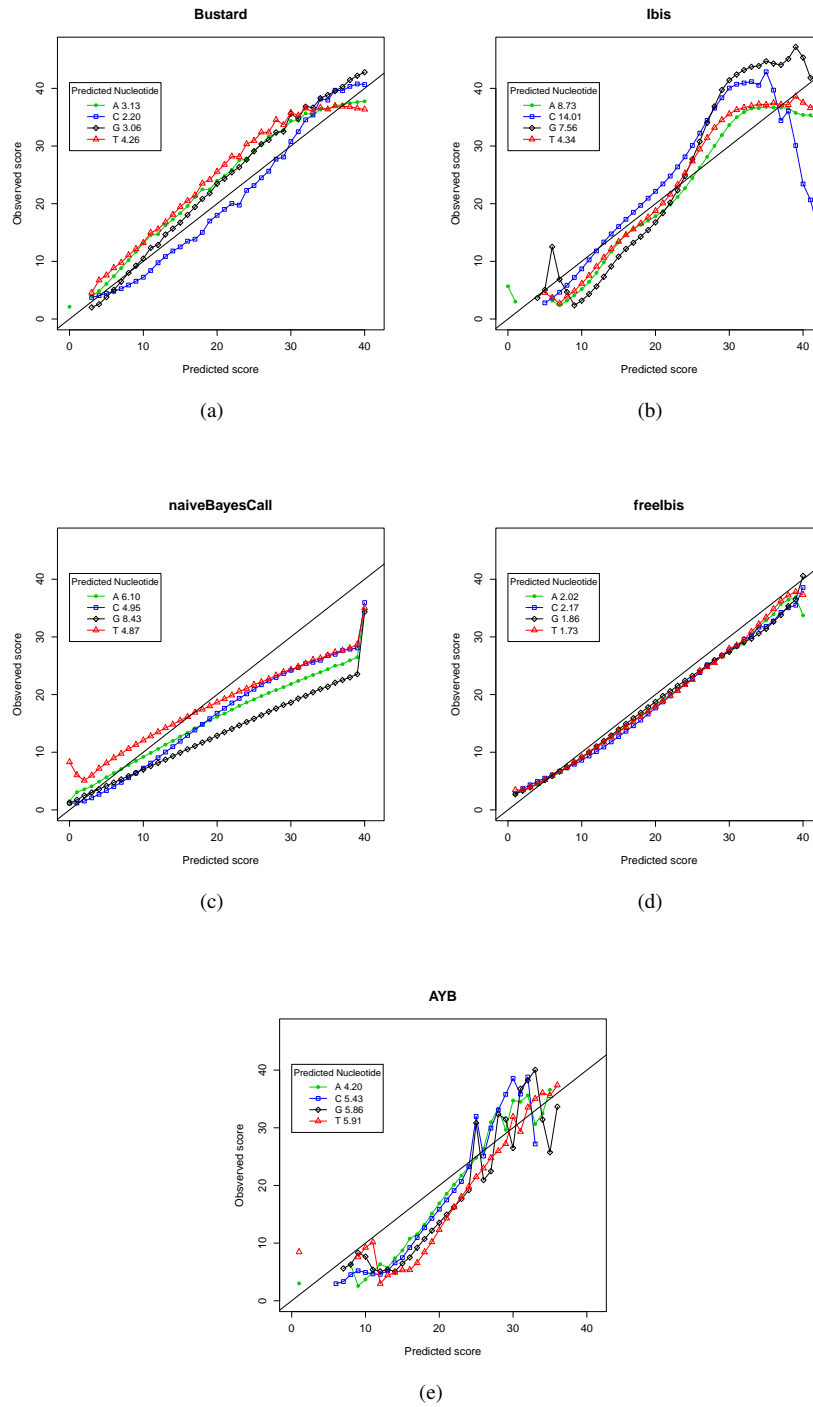 Bustard
Obsverved score
0 10 20 30 40
Predicted Nucleotide
A 3.13
C 2.20
G 3.06
T 4.26
0 10 20 30 40
Predicted score
(a)
Ibis
Obsverved score
0 10 20 30 40
Predicted Nucleotide
A 8.73
C 14.01
G 7.56
T 4.34
0 10 20 30 40
Predicted score
(b)
naiveBayesCall
Obsverved score
0 10 20 30 40
Predicted Nucleotide
A 6.10
C 4.95
G 8.43
T 4.87
0 10 20 30 40
Predicted score
(c)
freeIbis
Obsverved score
0 10 20 30 40
Predicted Nucleotide
A 2.02
C 2.17
G 1.86
T 1.73
0 10 20 30 40
Predicted score
(d)
AYB
Obsverved score
0 10 20 30 40
Predicted Nucleotide
A 4.20
C 5.43
G 5.86
T 5.91
0 10 20 30 40
Predicted score
(e)